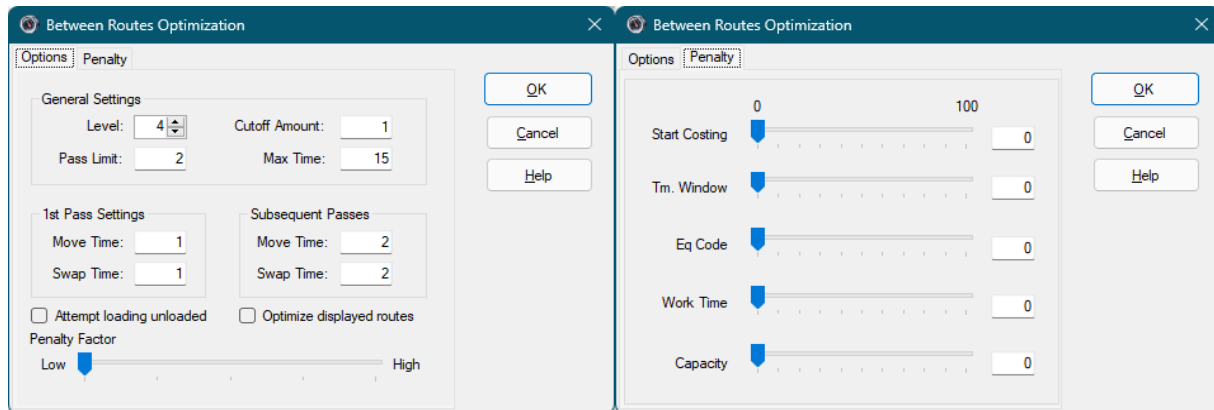 Between Routes Optimization
Options Penalty
General Settings
Level: 4 Cutoff Amount: 1
Pass Limit: 2 Max Time: 15
1st Pass Settings Subsequent Passes
Move Time: 1 Move Time: 2
Swap Time: 1 Swap Time: 2
Attempt loading unloaded Optimize displayed routes
Penalty Factor
Low High
OK
Cancel
Help
Between Routes Optimization
Options Penalty
0 100
Start Costing 0
Tm. Window 0
Eq Code 0
Work Time 0
Capacity 0
OK
Cancel
Help